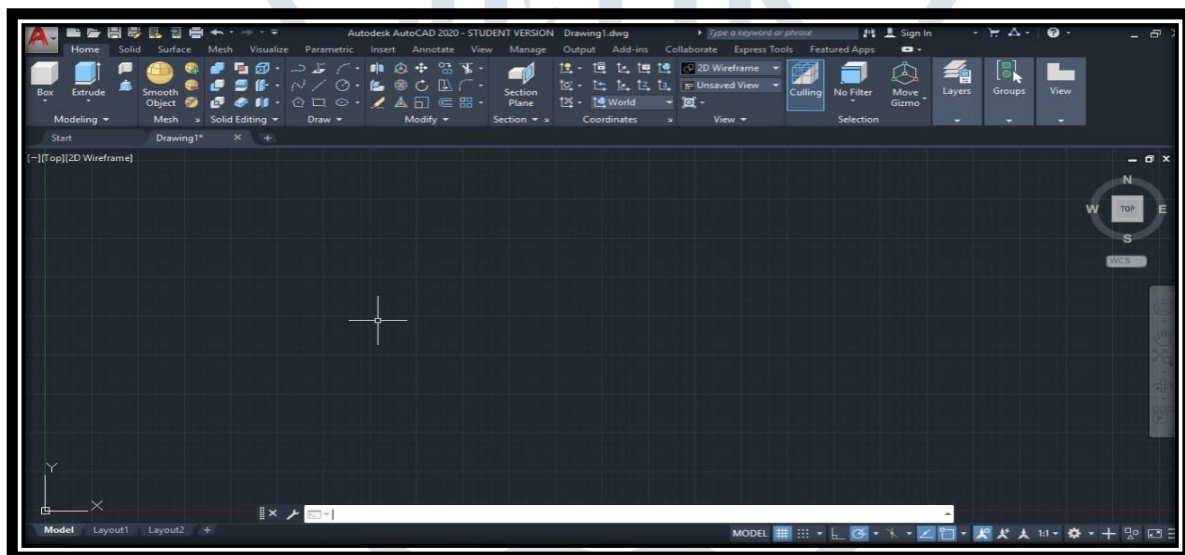 Autodesk AutoCAD 2020 - STUDENT VERSION Drawing1.dwg Type a keyword or phrase Sign In
Home Solid Surface Mesh Visualize Parametric Insert Annotate View Manage Output Add-ins Collaborate Express Tools Featured Apps
2D Wireframe
Unsaved View
World
Box Extrude Smooth Object Section Plane Culling No Filter Move Gizmo Layers Groups View
Modeling Mesh Solid Editing Draw Modify Section Coordinates View Selection
Start Drawing1*
[−][Top][2D Wireframe]
N
W TOP E
S
WCS
Y
X
Model Layout1 Layout2 + MODEL 1:1